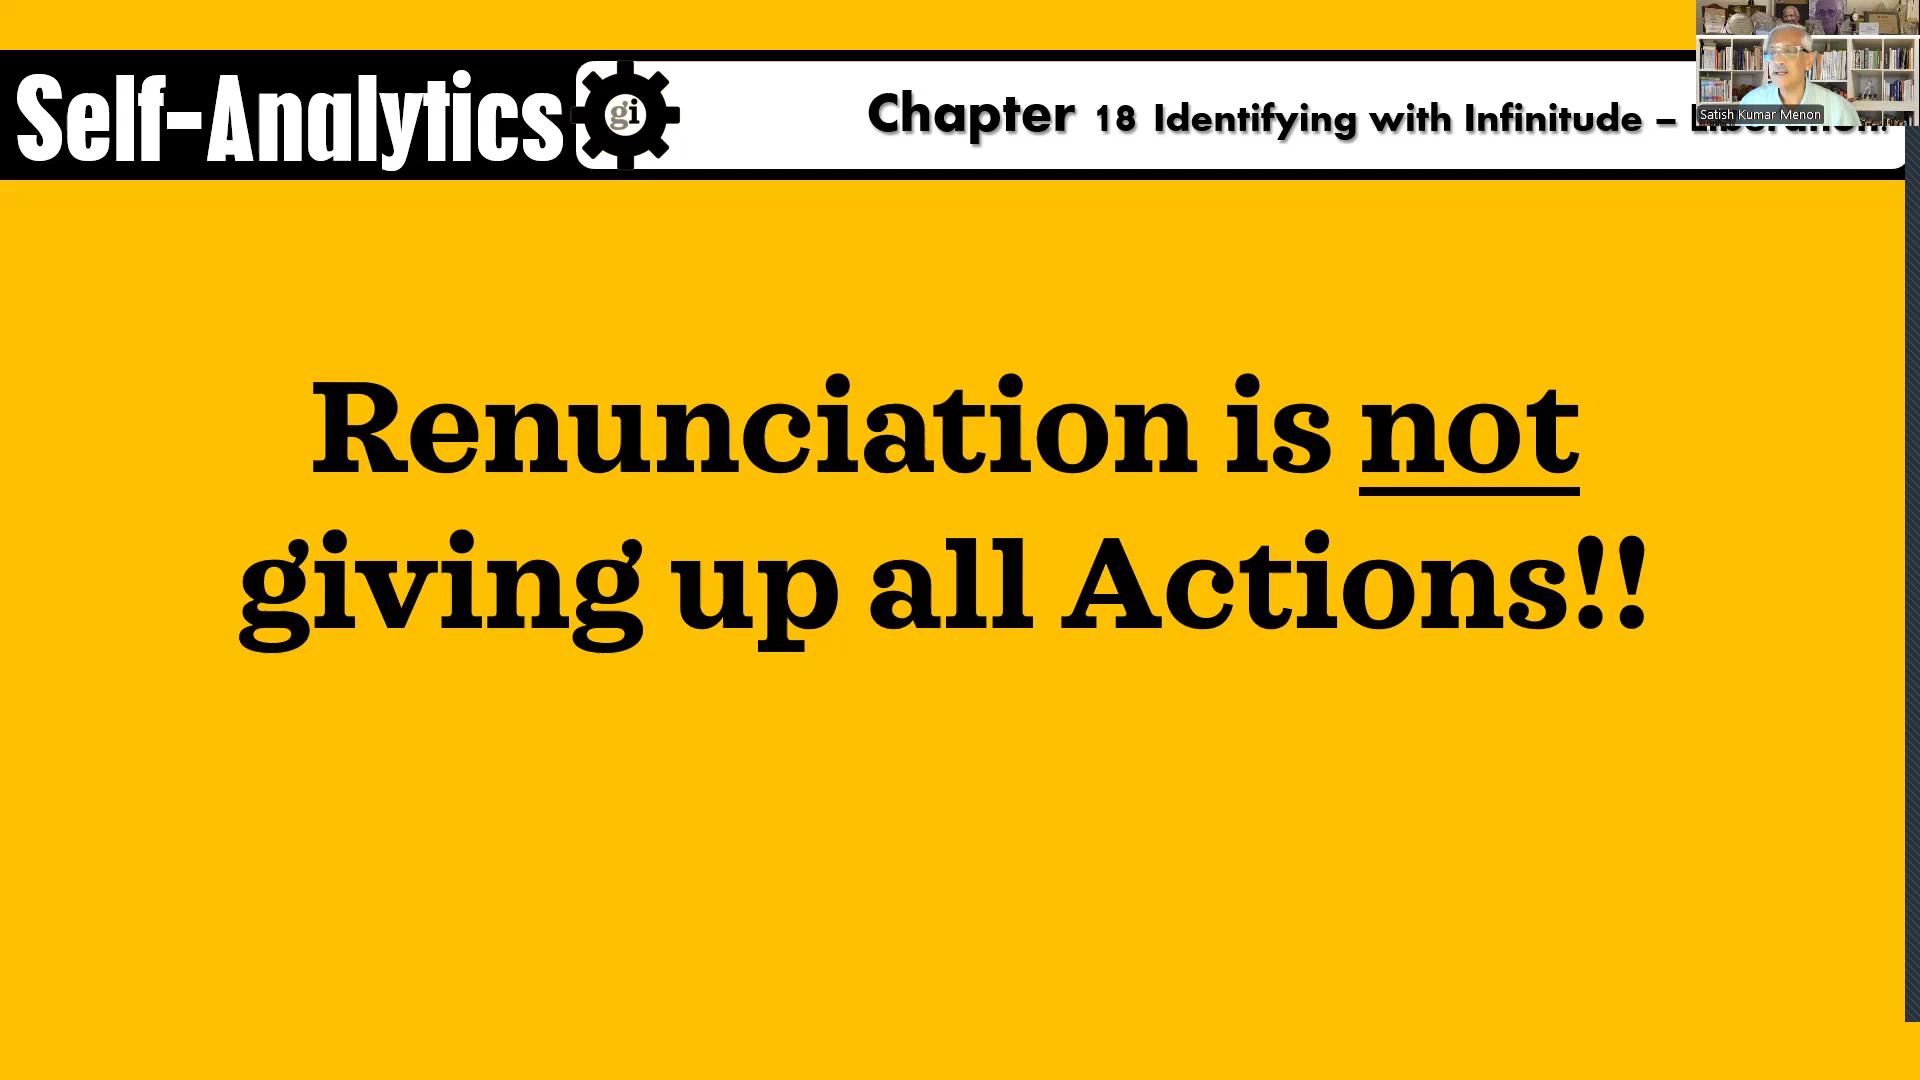 Self-Analytics
gi
Chapter 18 Identifying with Infinitude –
Satish Kumar Menon
Renunciation is not
giving up all Actions!!